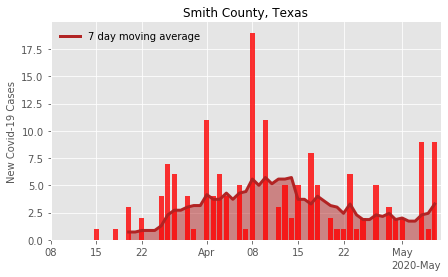 Smith County, Texas
7 day moving average
New Covid-19 Cases
17.5
15.0
12.5
10.0
7.5
5.0
2.5
0.0
08 15 22 Apr 08 15 22 May
2020-May